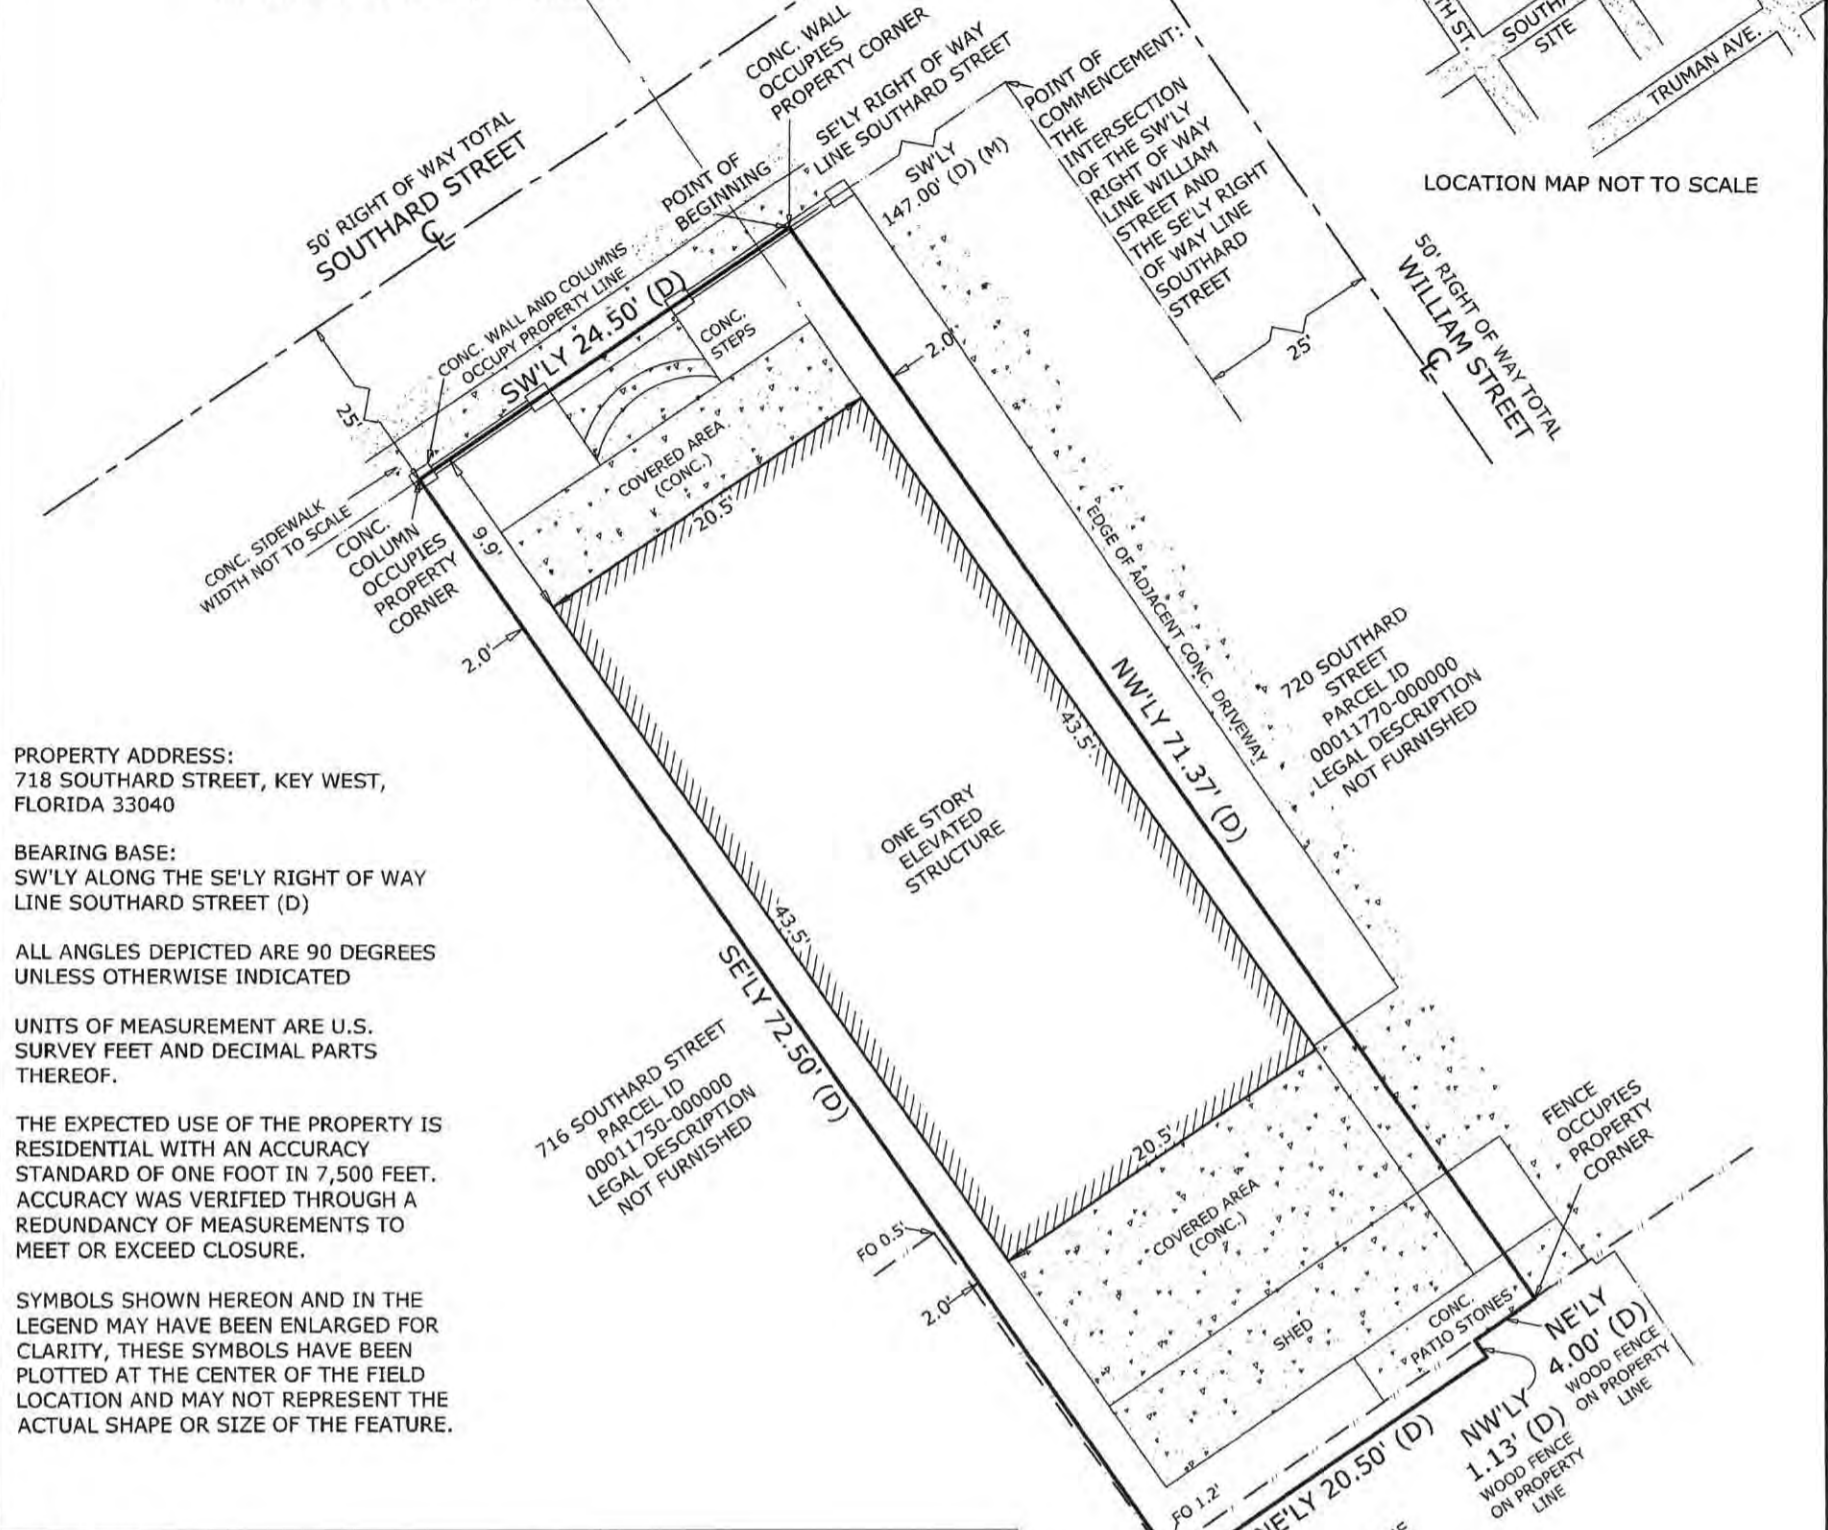 CONC. WALL
OCCUPIES
PROPERTY CORNER
SE'LY RIGHT OF WAY
LINE SOUTHARD STREET
POINT OF
COMMENCEMENT:
THE
INTERSECTION
OF THE SW'LY
RIGHT OF WAY
LINE WILLIAM
STREET AND
THE SE'LY RIGHT
OF WAY LINE
SOUTHARD
STREET
TH ST.
SITE
TRUMAN AVE.
LOCATION MAP NOT TO SCALE
50' RIGHT OF WAY TOTAL
SOUTHARD STREET
CL
POINT OF
BEGINNING
SW'LY
147.00' (D) (M)
50' RIGHT OF WAY TOTAL
WILLIAM STREET
CL
25'
25'
CONC. WALL AND COLUMNS
OCCUPY PROPERTY LINE
SW'LY 24.50' (D)
CONC.
STEPS
2.0'
COVERED AREA
(CONC.)
20.5'
9.9'
CONC. SIDEWALK
WIDTH NOT TO SCALE
CONC.
COLUMN
OCCUPIES
PROPERTY
CORNER
2.0'
EDGE OF ADJACENT CONC. DRIVEWAY
720 SOUTHARD
STREET
PARCEL ID
00011770-000000
LEGAL DESCRIPTION
NOT FURNISHED
NW'LY 71.37' (D)
43.5'
ONE STORY
ELEVATED
STRUCTURE
43.5'
SE'LY 72.50' (D)
716 SOUTHARD STREET
PARCEL ID
00011750-000000
LEGAL DESCRIPTION
NOT FURNISHED
PROPERTY ADDRESS:
718 SOUTHARD STREET, KEY WEST,
FLORIDA 33040
BEARING BASE:
SW'LY ALONG THE SE'LY RIGHT OF WAY
LINE SOUTHARD STREET (D)
ALL ANGLES DEPICTED ARE 90 DEGREES
UNLESS OTHERWISE INDICATED
UNITS OF MEASUREMENT ARE U.S.
SURVEY FEET AND DECIMAL PARTS
THEREOF.
THE EXPECTED USE OF THE PROPERTY IS
RESIDENTIAL WITH AN ACCURACY
STANDARD OF ONE FOOT IN 7,500 FEET.
ACCURACY WAS VERIFIED THROUGH A
REDUNDANCY OF MEASUREMENTS TO
MEET OR EXCEED CLOSURE.
SYMBOLS SHOWN HEREON AND IN THE
LEGEND MAY HAVE BEEN ENLARGED FOR
CLARITY, THESE SYMBOLS HAVE BEEN
PLOTTED AT THE CENTER OF THE FIELD
LOCATION AND MAY NOT REPRESENT THE
ACTUAL SHAPE OR SIZE OF THE FEATURE.
20.5'
COVERED AREA
(CONC.)
FENCE
OCCUPIES
PROPERTY
CORNER
FO 0.5'
2.0'
SHED
CONC.
PATIO STONES
NE'LY
4.00' (D)
WOOD FENCE
ON PROPERTY
LINE
NW'LY
1.13' (D)
WOOD FENCE
ON PROPERTY
LINE
FO 1.2'
NE'LY 20.50' (D)